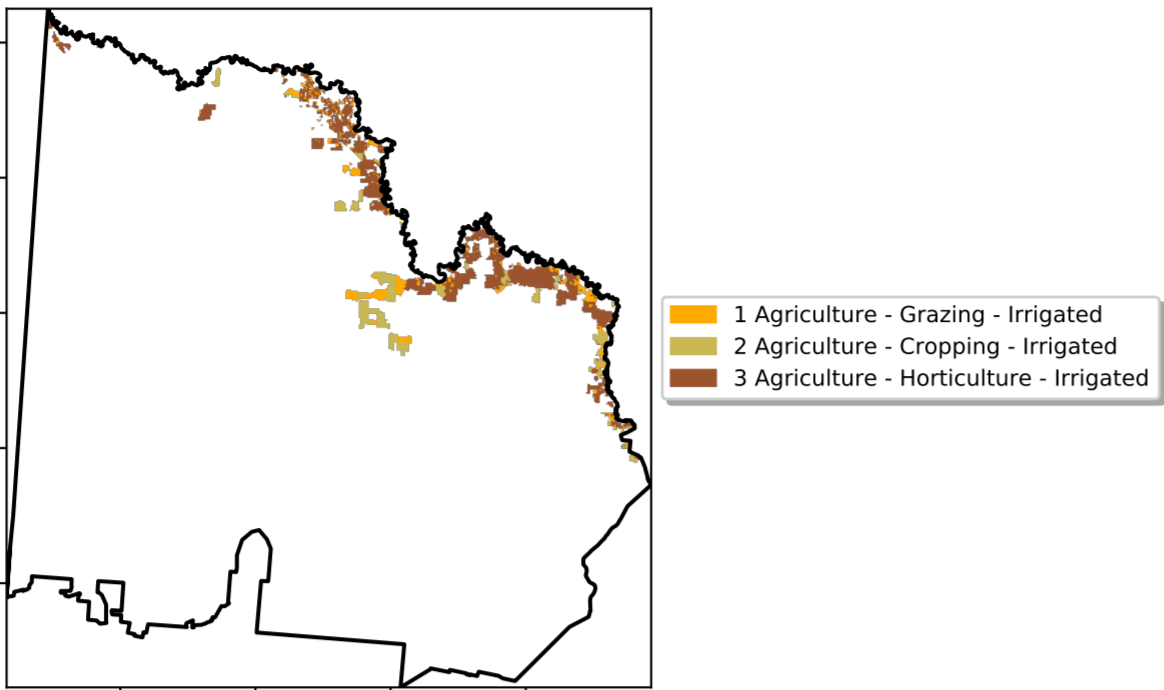 1 Agriculture - Grazing - Irrigated
2 Agriculture - Cropping - Irrigated
3 Agriculture - Horticulture - Irrigated